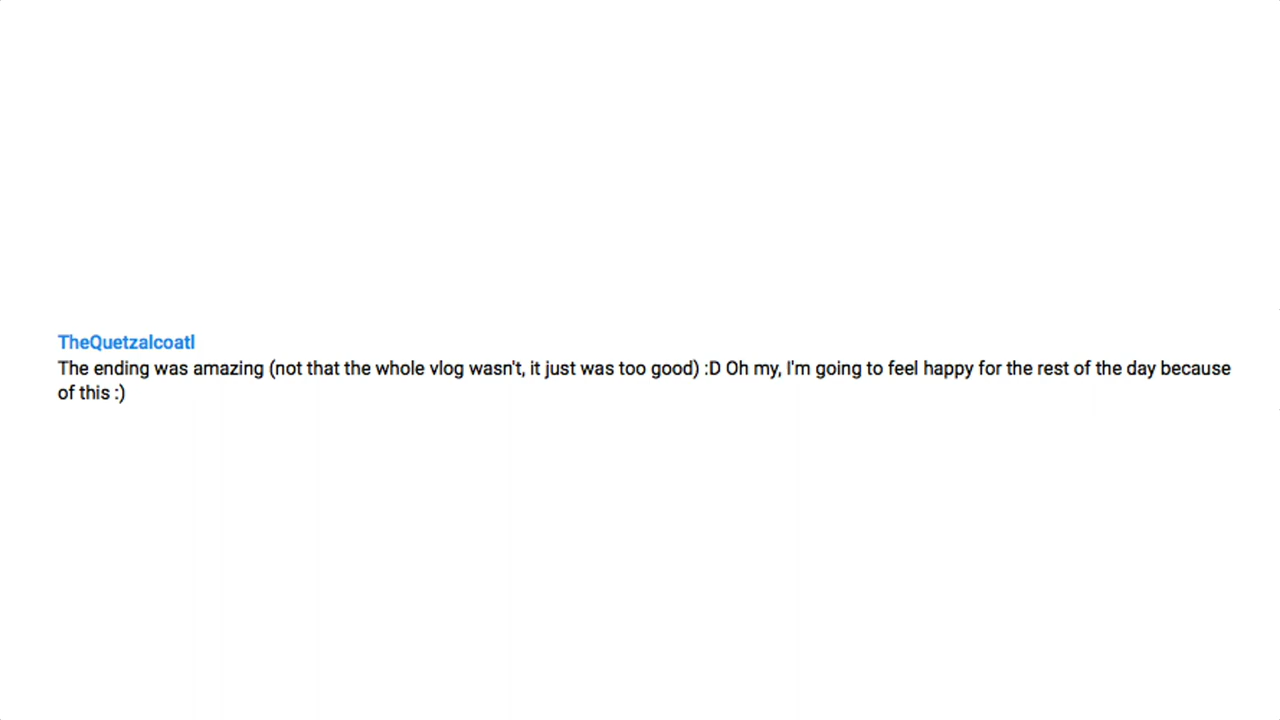 TheQuetzalcoatl
The ending was amazing (not that the whole vlog wasn't, it just was too good) :D Oh my, I'm going to feel happy for the rest of the day because
of this :)